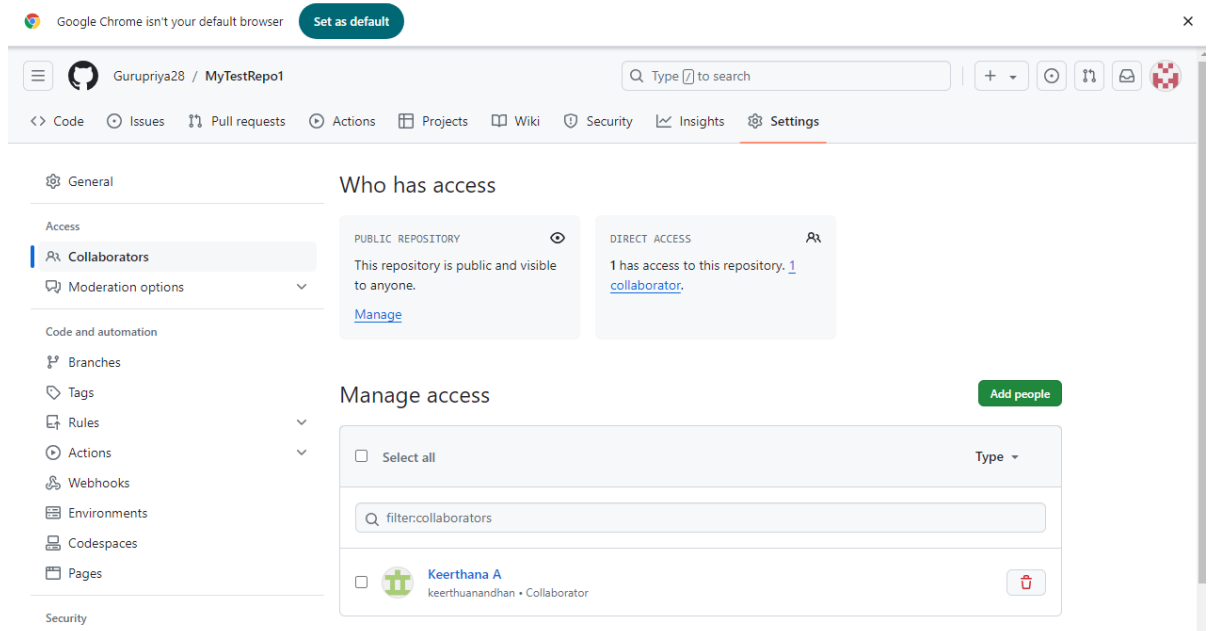 Google Chrome isn't your default browser Set as default
Gurupriya28 / MyTestRepo1 Type / to search
Code Issues Pull requests Actions Projects Wiki Security Insights Settings
General
Access
Collaborators
Moderation options
Code and automation
Branches
Tags
Rules
Actions
Webhooks
Environments
Codespaces
Pages
Security
Who has access
PUBLIC REPOSITORY
This repository is public and visible
to anyone.
Manage
DIRECT ACCESS
1 has access to this repository. 1
collaborator.
Manage access Add people
Select all Type
filter:collaborators
Keerthana A
keerthuanandhan • Collaborator